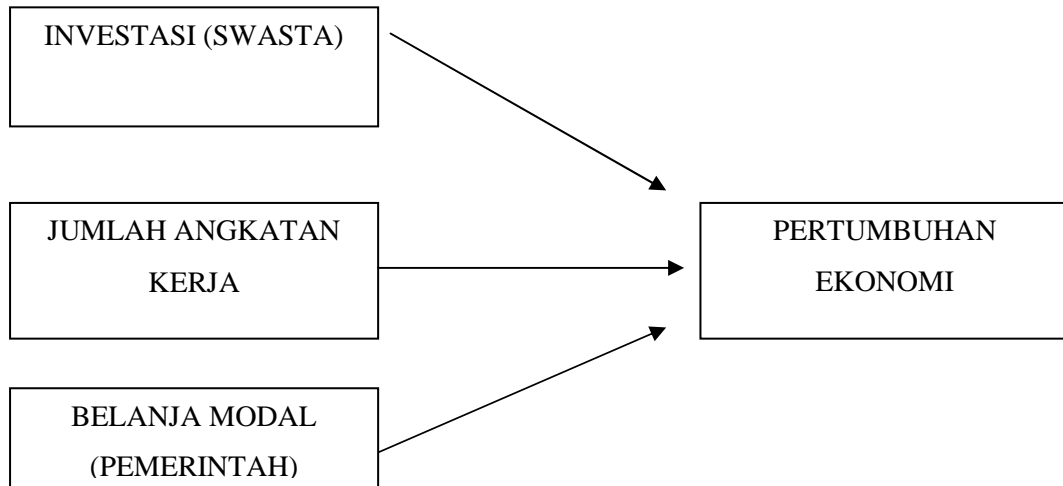 INVESTASI (SWASTA)
JUMLAH ANGKATAN
KERJA
PERTUMBUHAN
EKONOMI
BELANJA MODAL
(PEMERINTAH)